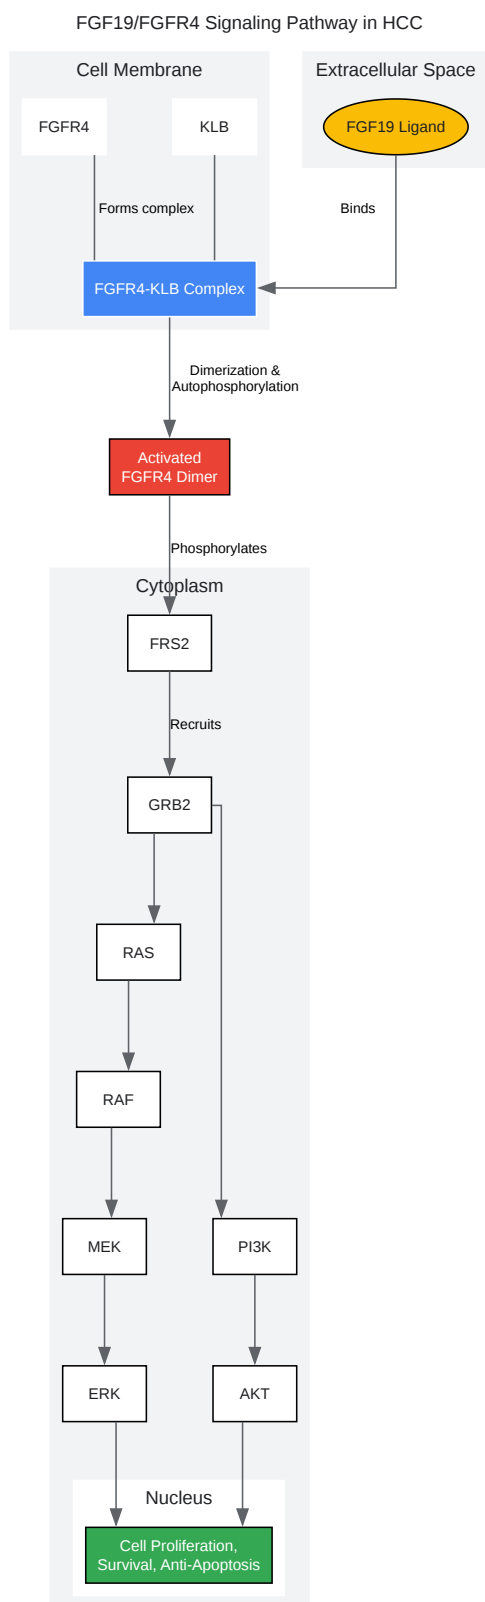 FGF19/FGFR4 Signaling Pathway in HCC
Cell Membrane
Extracellular Space
FGFR4
KLB
FGF19 Ligand
Forms complex
Binds
FGFR4-KLB Complex
Dimerization &
Autophosphorylation
Activated
FGFR4 Dimer
Phosphorylates
Cytoplasm
FRS2
Recruits
GRB2
RAS
RAF
MEK
PI3K
ERK
AKT
Nucleus
Cell Proliferation,
Survival, Anti-Apoptosis